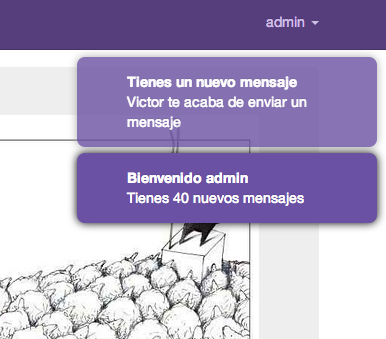 admin
Tienes un nuevo mensaje
Victor te acaba de enviar un
mensaje
Bienvenido admin
Tienes 40 nuevos mensajes